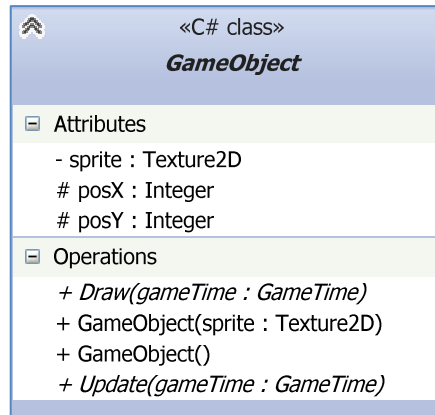 «C# class»
GameObject
Attributes
- sprite : Texture2D
# posX : Integer
# posY : Integer
Operations
+ Draw(gameTime : GameTime)
+ GameObject(sprite : Texture2D)
+ GameObject()
+ Update(gameTime : GameTime)